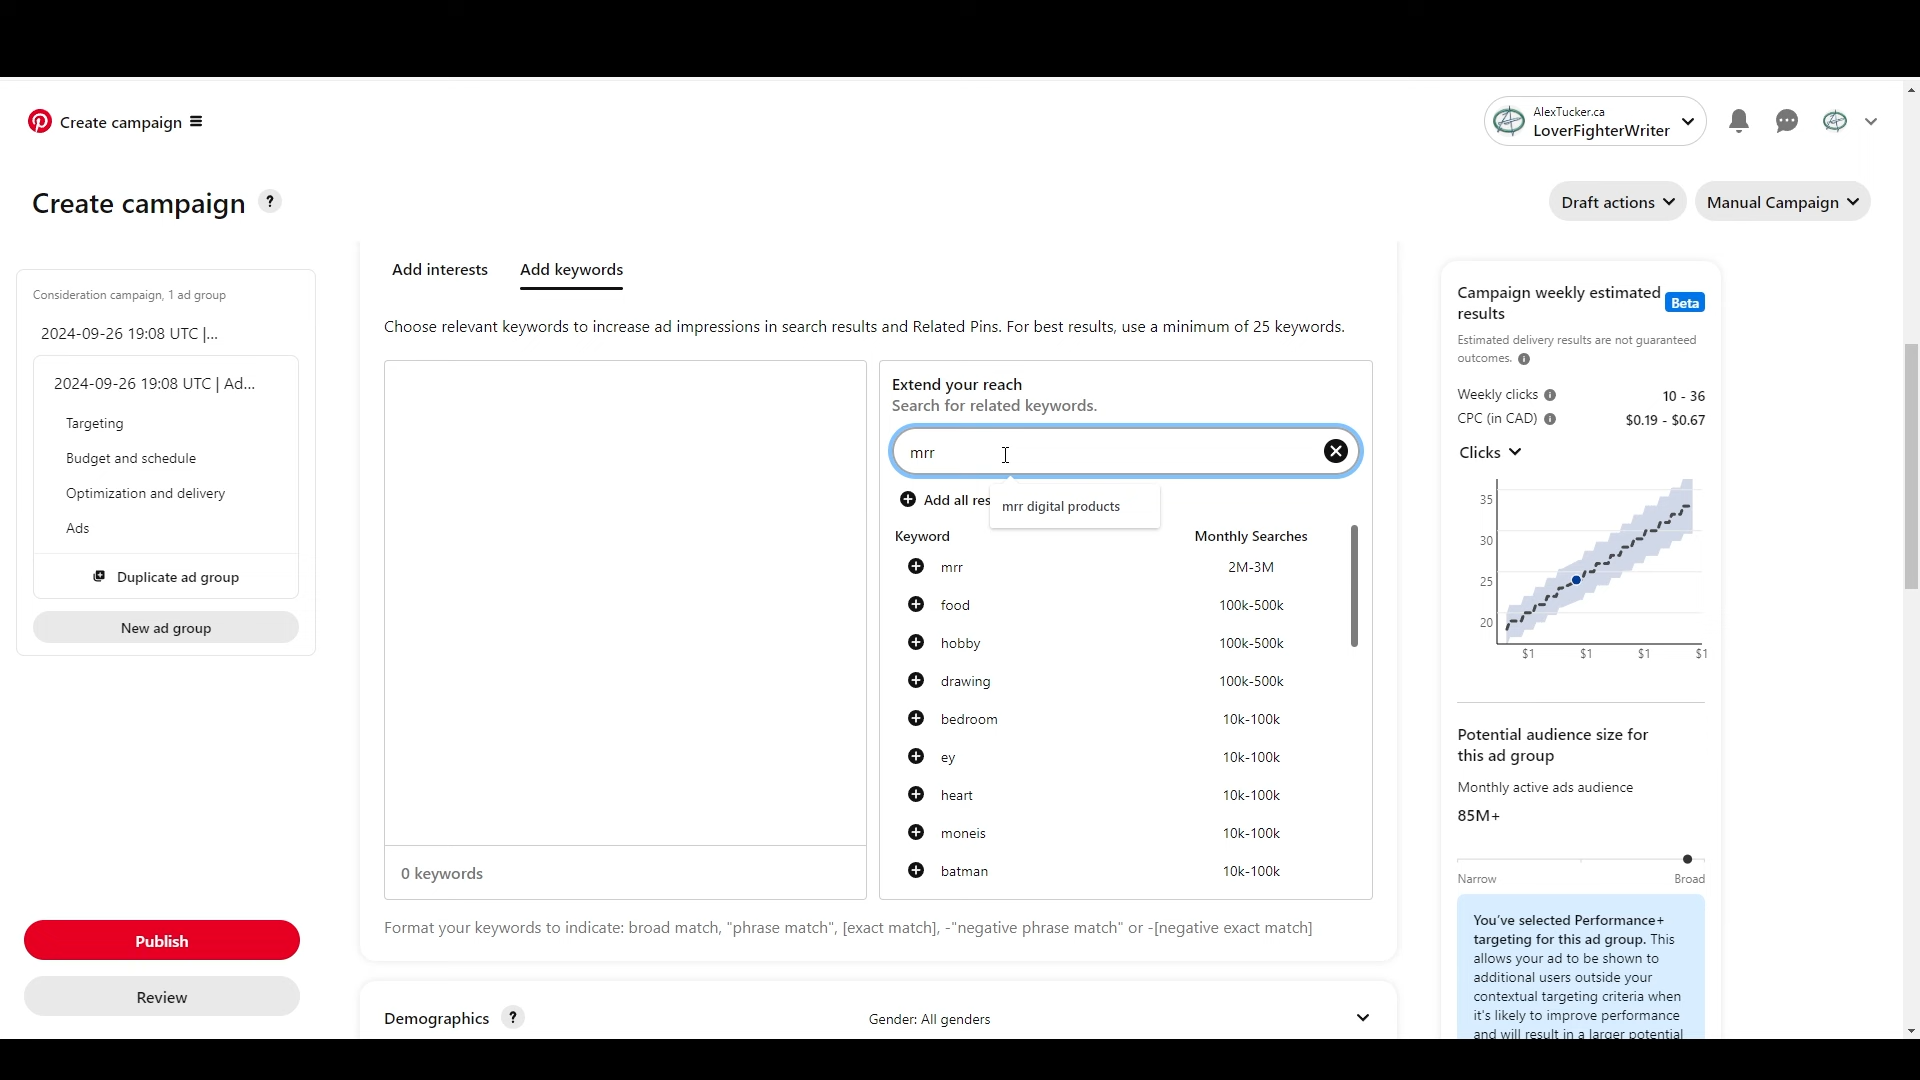 Create campaign
AlexTucker.ca
LoverFighterWriter
Create campaign ?
Draft actions
Manual Campaign
Consideration campaign, 1 ad group
2024-09-26 19:08 UTC |...
2024-09-26 19:08 UTC | Ad...
Targeting
Budget and schedule
Optimization and delivery
Ads
Duplicate ad group
New ad group
Publish
Review
Add interests Add keywords
Choose relevant keywords to increase ad impressions in search results and Related Pins. For best results, use a minimum of 25 keywords.
0 keywords
Extend your reach
Search for related keywords.
mrr
Add all res
mrr digital products
Keyword Monthly Searches
mrr 2M-3M
food 100k-500k
hobby 100k-500k
drawing 100k-500k
bedroom 10k-100k
ey 10k-100k
heart 10k-100k
moneis 10k-100k
batman 10k-100k
Format your keywords to indicate: broad match, "phrase match", [exact match], -"negative phrase match" or -[negative exact match]
Demographics ? Gender: All genders
Campaign weekly estimated
results Beta
Estimated delivery results are not guaranteed
outcomes.
Weekly clicks 10 - 36
CPC (in CAD) $0.19 - $0.67
Clicks
35
30
25
20
$1 $1 $1 $1
Potential audience size for
this ad group
Monthly active ads audience
85M+
Narrow Broad
You've selected Performance+
targeting for this ad group. This
allows your ad to be shown to
additional users outside your
contextual targeting criteria when
it's likely to improve performance
and will result in a larger potential